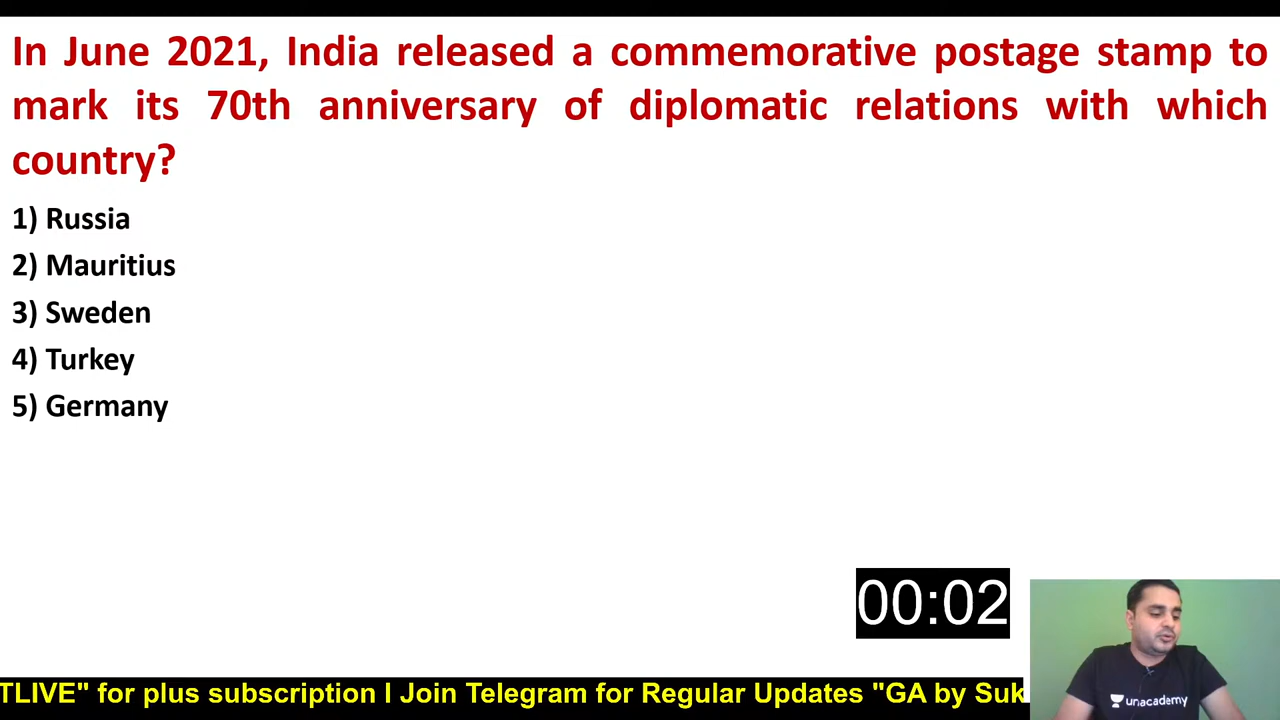 In June 2021, India released a commemorative postage stamp to
mark its 70th anniversary of diplomatic relations with which
country?
1) Russia
2) Mauritius
3) Sweden
4) Turkey
5) Germany
00:02
unacademy
TLIVE" for plus subscription I Join Telegram for Regular Updates "GA by Suk